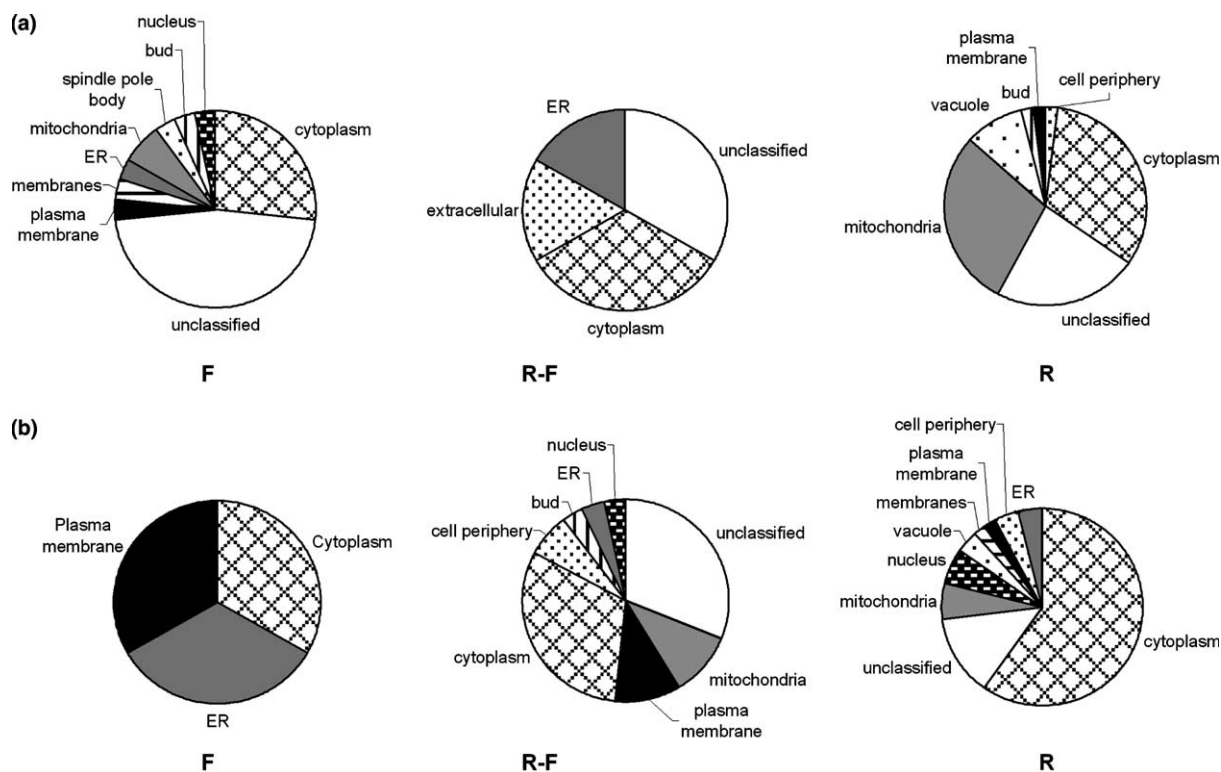 (a)
nucleus
bud
spindle pole
body
mitochondria
ER
membranes
plasma
membrane
cytoplasm
unclassified
F
ER
unclassified
extracellular
cytoplasm
R-F
plasma
membrane
cell periphery
bud
vacuole
cytoplasm
mitochondria
unclassified
R
(b)
Plasma
membrane
Cytoplasm
ER
F
nucleus
ER
bud
cell periphery
unclassified
cytoplasm
mitochondria
plasma
membrane
R-F
cell periphery
plasma
membrane
ER
membranes
vacuole
nucleus
mitochondria
cytoplasm
unclassified
R